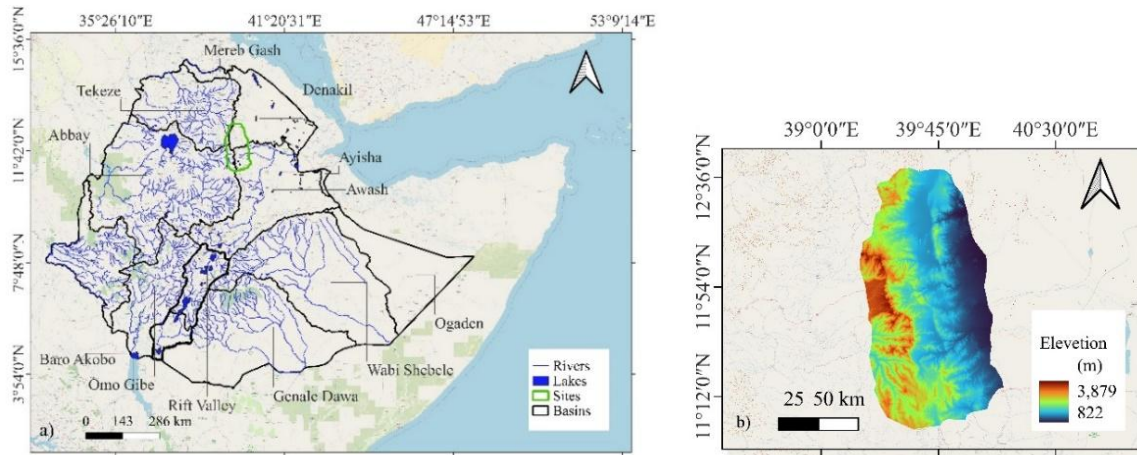 35°26′10″E
41°20′31″E
47°14′53″E
53°9′14″E
15°36′0″N
11°42′0″N
7°48′0″N
3°54′0″N
Mereb Gash
Tekeze
Denakil
Abbay
Ayisha
Awash
Ogaden
Wabi Shebele
Genale Dawa
Rift Valley
Omo Gibe
Baro Akobo
Rivers
Lakes
Sites
Basins
0 143 286 km
a)
39°0′0″E
39°45′0″E
40°30′0″E
12°36′0″N
11°54′0″N
11°12′0″N
Elevetion
(m)
3,879
822
25 50 km
b)